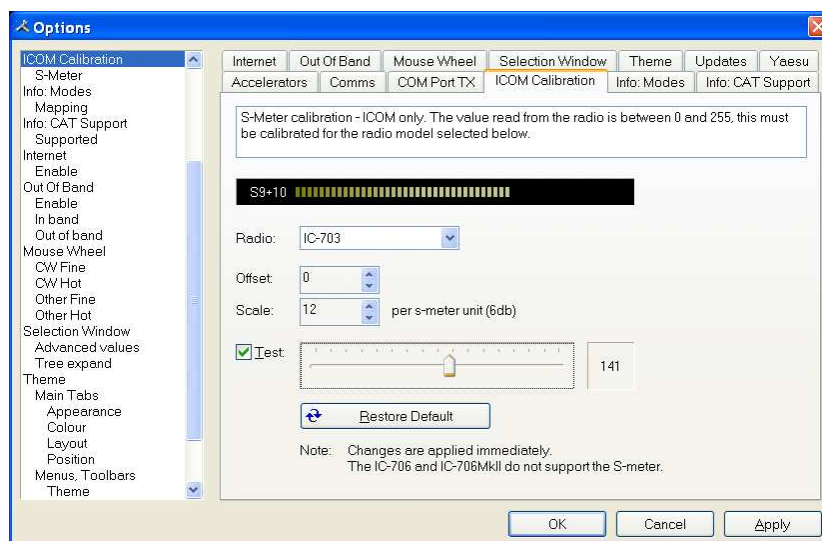 Options
ICOM Calibration
S-Meter
Info: Modes
Mapping
Info: CAT Support
Supported
Internet
Enable
Out Of Band
Enable
In band
Out of band
Mouse Wheel
CW Fine
CW Hot
Other Fine
Other Hot
Selection Window
Advanced values
Tree expand
Theme
Main Tabs
Appearance
Colour
Layout
Position
Menus, Toolbars
Theme
Internet Out Of Band Mouse Wheel Selection Window Theme Updates Yaesu
Accelerators Comms COM Port TX ICOM Calibration Info: Modes Info: CAT Support
S-Meter calibration - ICOM only. The value read from the radio is between 0 and 255, this must
be calibrated for the radio model selected below.
S9+10
Radio: IC-703
Offset: 0
Scale: 12 per s-meter unit (6db)
Test 141
Restore Default
Note: Changes are applied immediately.
The IC-706 and IC-706MkII do not support the S-meter.
OK Cancel Apply